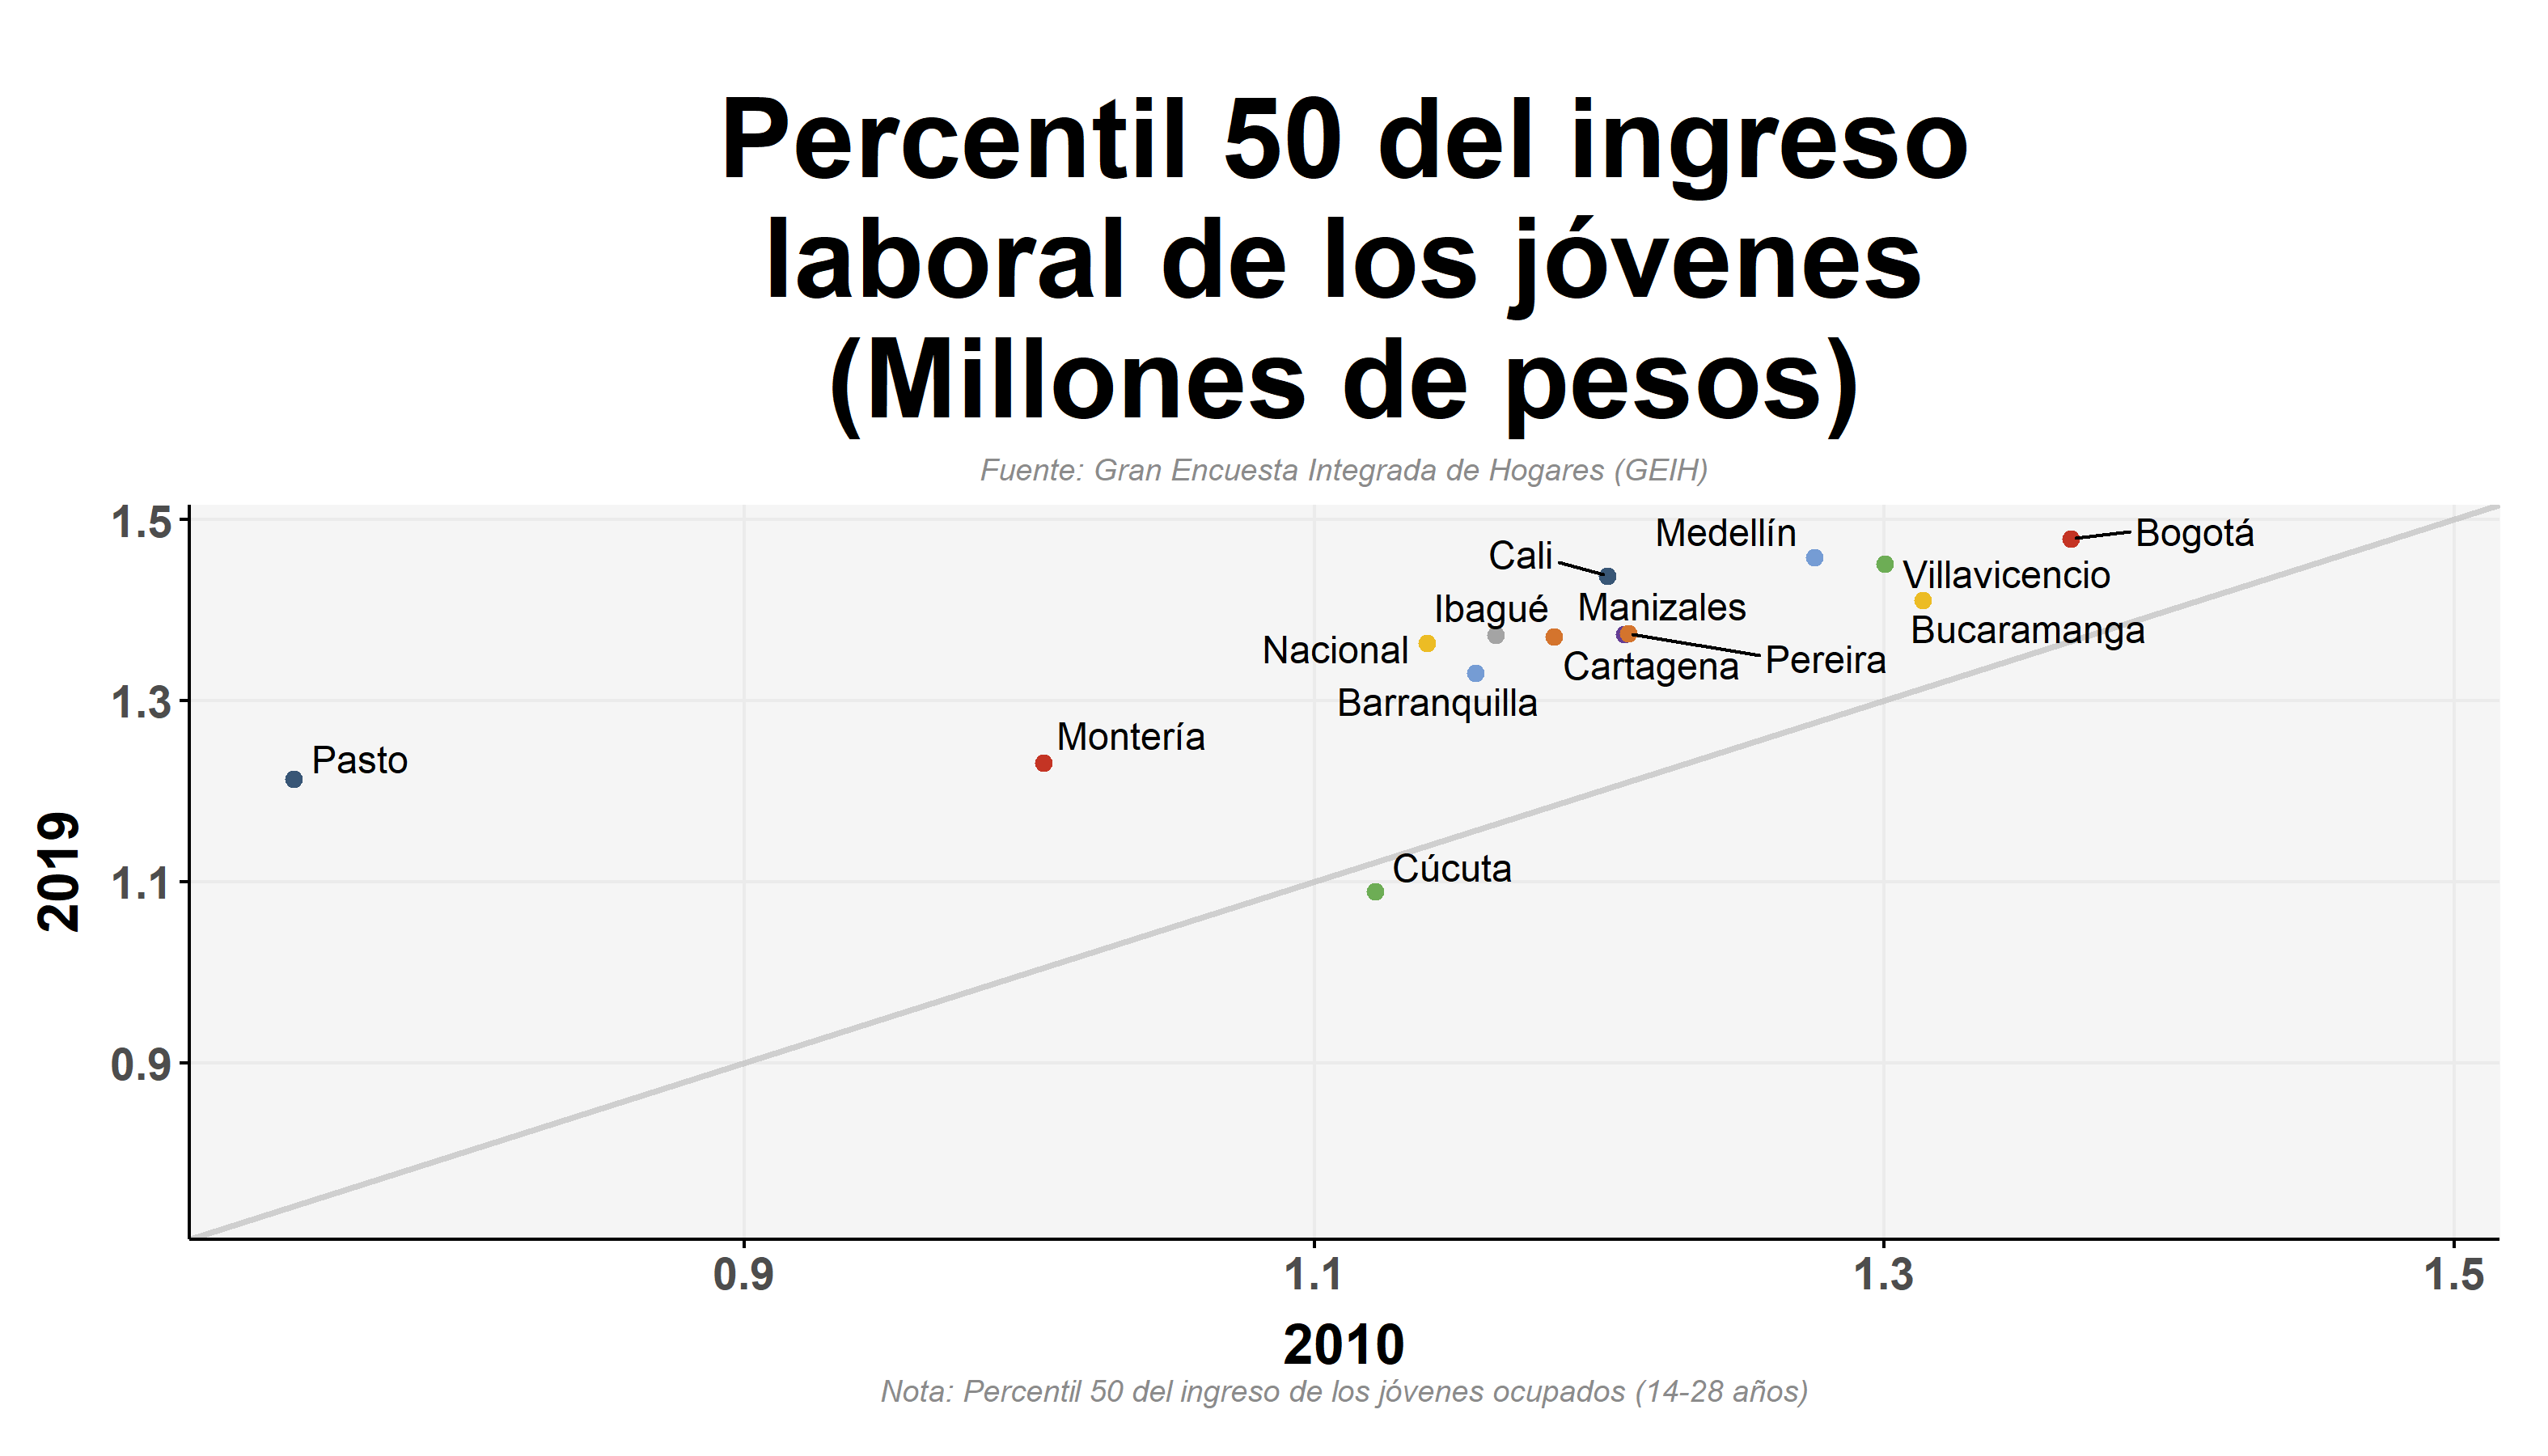 Percentil 50 del ingreso
laboral de los jóvenes
(Millones de pesos)
Fuente: Gran Encuesta Integrada de Hogares (GEIH)
1.5
1.3
1.1
0.9
2019
Medellín
Bogotá
Cali
Villavicencio
Ibagué
Manizales
Bucaramanga
Nacional
Cartagena
Pereira
Barranquilla
Montería
Pasto
Cúcuta
0.9
1.1
1.3
1.5
2010
Nota: Percentil 50 del ingreso de los jóvenes ocupados (14-28 años)